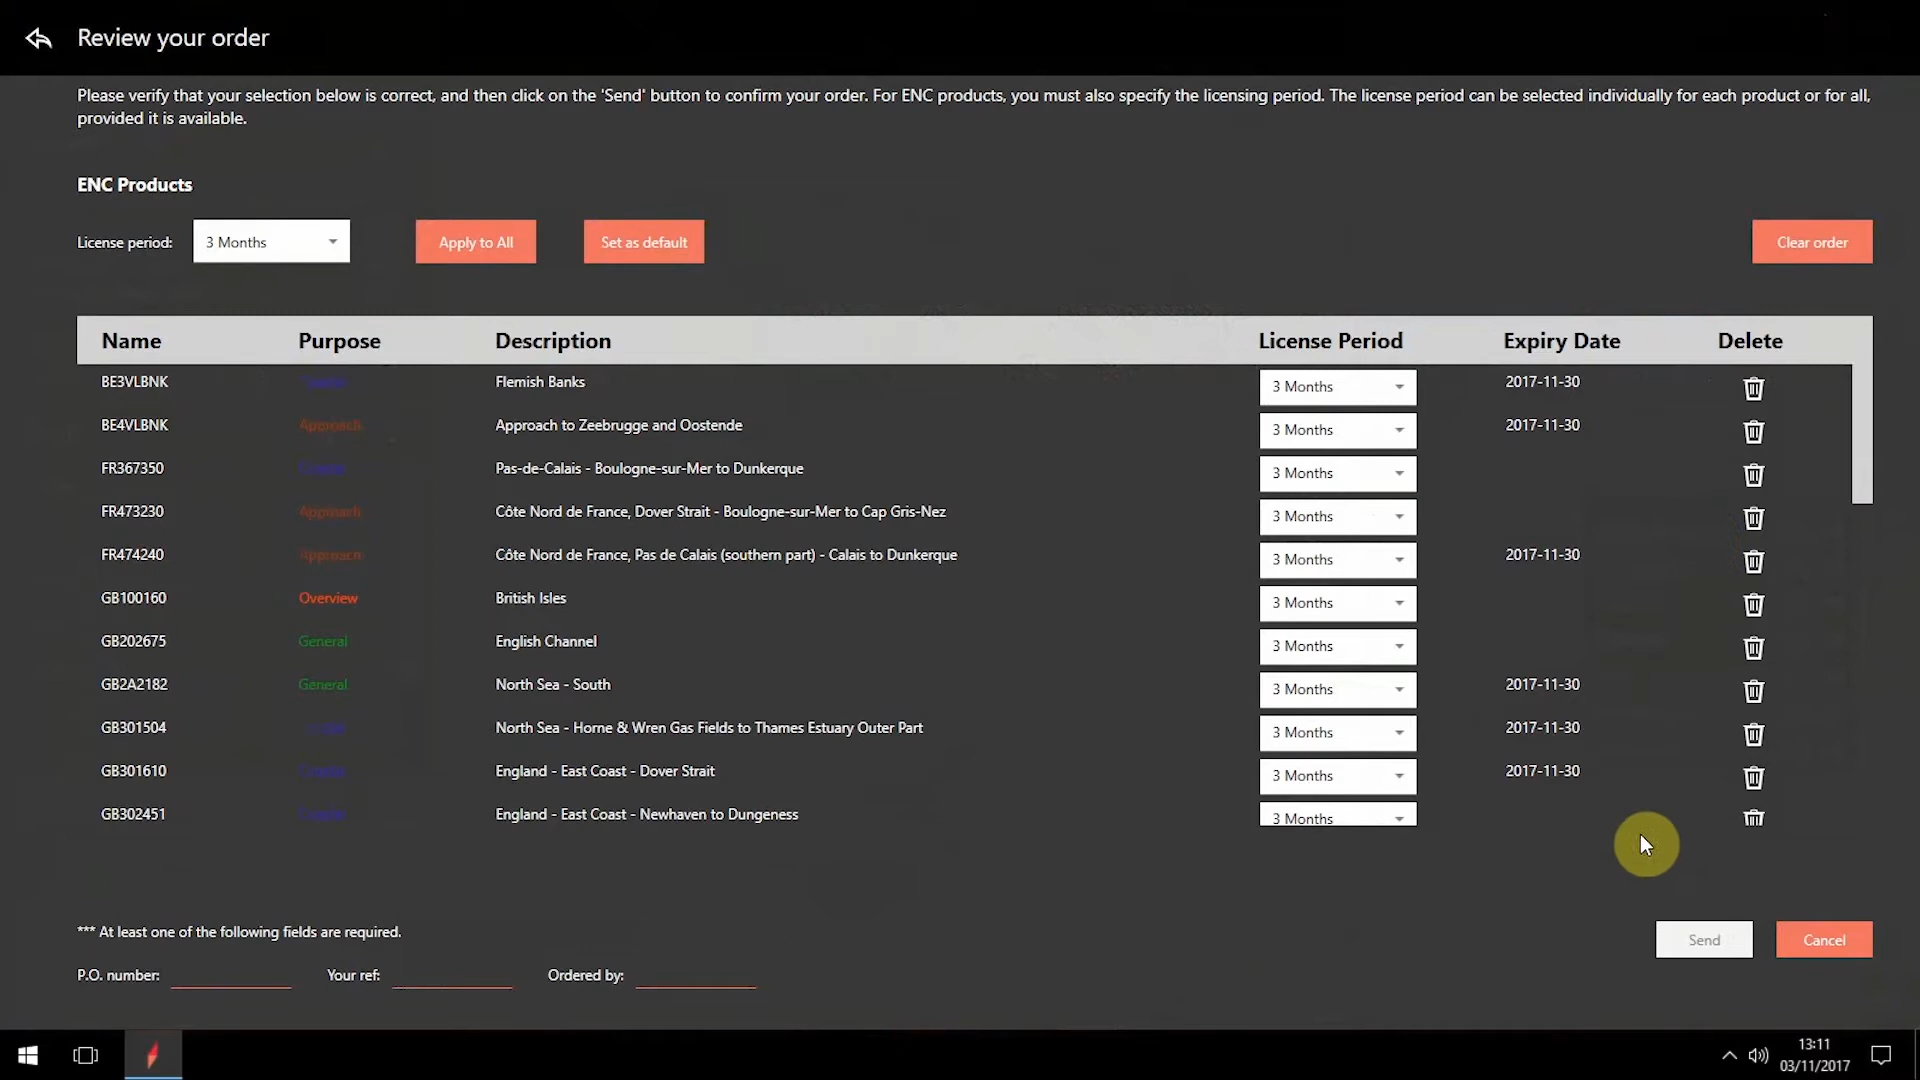 Review your order
Please verify that your selection below is correct, and then click on the 'Send' button to confirm your order. For ENC products, you must also specify the licensing period. The license period can be selected individually for each product or for all,
provided it is available.
ENC Products
License period: 3 Months Apply to All Set as default Clear order
Name Purpose Description License Period Expiry Date Delete
BE3VLBNK Flemish Banks 3 Months 2017-11-30
BE4VLBNK Approach Approach to Zeebrugge and Oostende 3 Months 2017-11-30
FR367350 Pas-de-Calais - Boulogne-sur-Mer to Dunkerque 3 Months
FR473230 Approach Côte Nord de France, Dover Strait - Boulogne-sur-Mer to Cap Gris-Nez 3 Months
FR474240 Approach Côte Nord de France, Pas de Calais (southern part) - Calais to Dunkerque 3 Months 2017-11-30
GB100160 Overview British Isles 3 Months
GB202675 General English Channel 3 Months
GB2A2182 General North Sea - South 3 Months 2017-11-30
GB301504 North Sea - Horne & Wren Gas Fields to Thames Estuary Outer Part 3 Months 2017-11-30
GB301610 England - East Coast - Dover Strait 3 Months 2017-11-30
GB302451 England - East Coast - Newhaven to Dungeness 3 Months
*** At least one of the following fields are required.
Send Cancel
P.O. number: Your ref: Ordered by:
13:11
03/11/2017